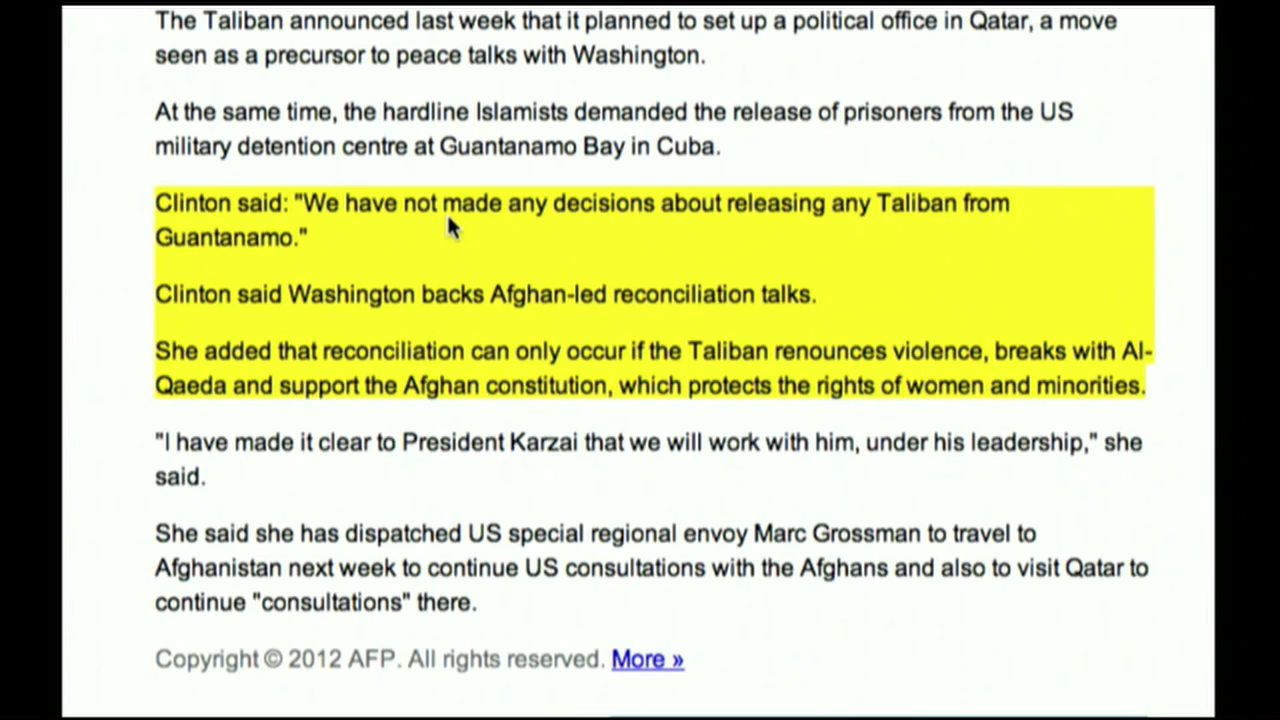 The Taliban announced last week that it planned to set up a political office in Qatar, a move
seen as a precursor to peace talks with Washington.
At the same time, the hardline Islamists demanded the release of prisoners from the US
military detention centre at Guantanamo Bay in Cuba.
Clinton said: "We have not made any decisions about releasing any Taliban from
Guantanamo."
Clinton said Washington backs Afghan-led reconciliation talks.
She added that reconciliation can only occur if the Taliban renounces violence, breaks with Al-
Qaeda and support the Afghan constitution, which protects the rights of women and minorities.
"I have made it clear to President Karzai that we will work with him, under his leadership," she
said.
She said she has dispatched US special regional envoy Marc Grossman to travel to
Afghanistan next week to continue US consultations with the Afghans and also to visit Qatar to
continue "consultations" there.
Copyright © 2012 AFP. All rights reserved. More »